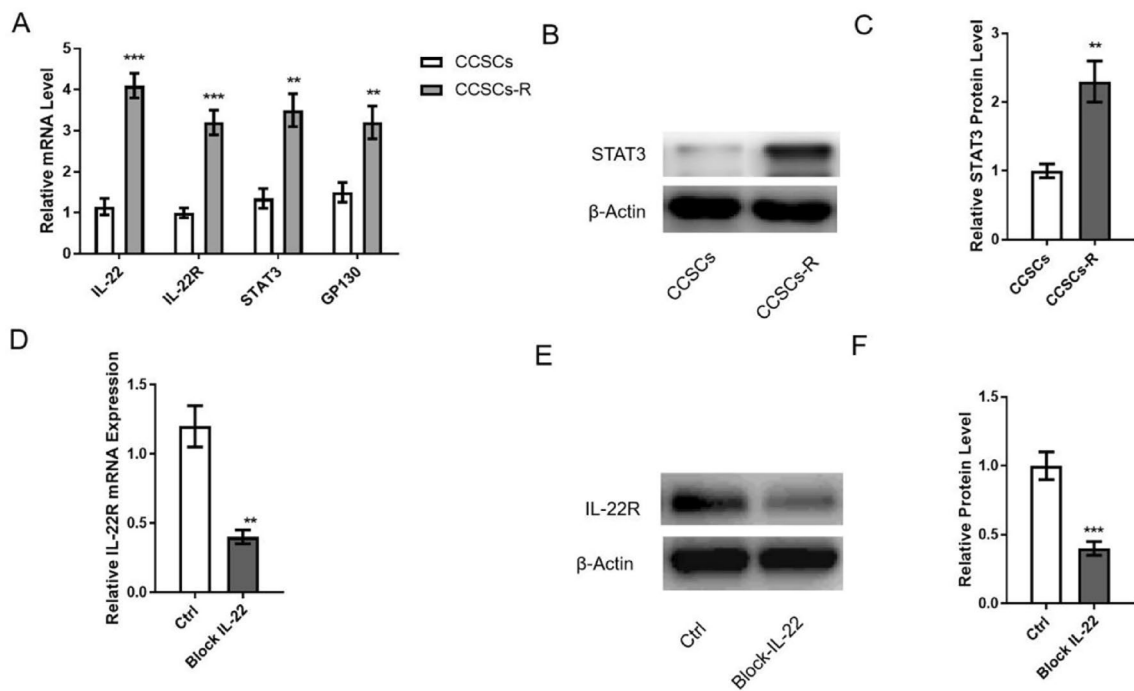 A
Relative mRNA Level
5
4
3
2
1
0
***
***
**
**
IL-22
IL-22R
STAT3
GP130
CCSCs
CCSCs-R
B
STAT3
β-Actin
CCSCs
CCSCs-R
C
Relative STAT3 Protein Level
3
2
1
0
**
CCSCs
CCSCs-R
D
Relative IL-22R mRNA Expression
1.5
1.0
0.5
0.0
**
Ctrl
Block IL-22
E
IL-22R
β-Actin
Ctrl
Block-IL-22
F
Relative Protein Level
1.5
1.0
0.5
0.0
***
Ctrl
Block IL-22